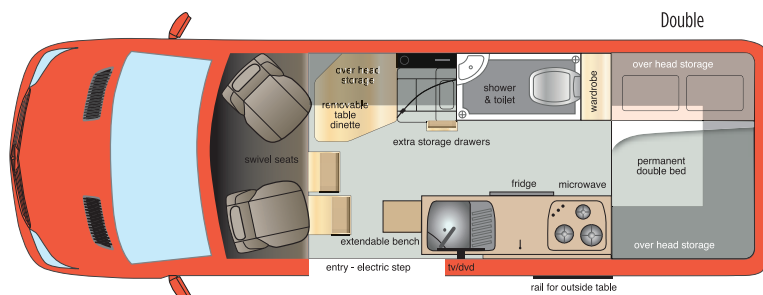 Double
over head
storage
removable
table
dinette
shower
& toilet
wardrobe
over head storage
extra storage drawers
swivel seats
fridge
microwave
permanent
double bed
extendable bench
over head storage
entry - electric step
tv/dvd
rail for outside table